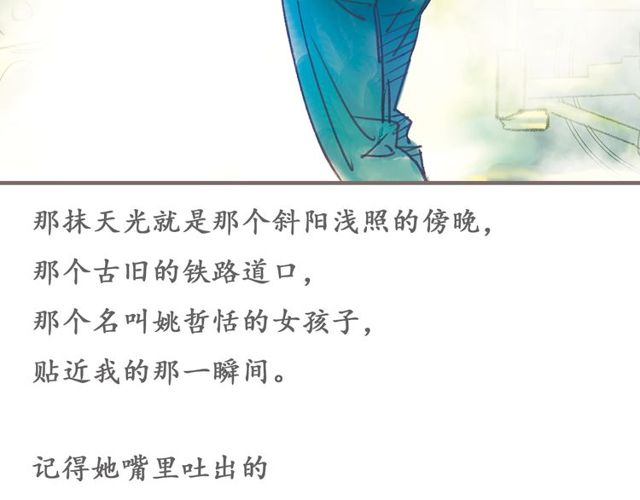 那抹天光就是那个斜阳浅照的傍晚，
那个古旧的铁路道口，
那个名叫姚哲恬的女孩子，
贴近我的那一瞬间。
记得她嘴里吐出的